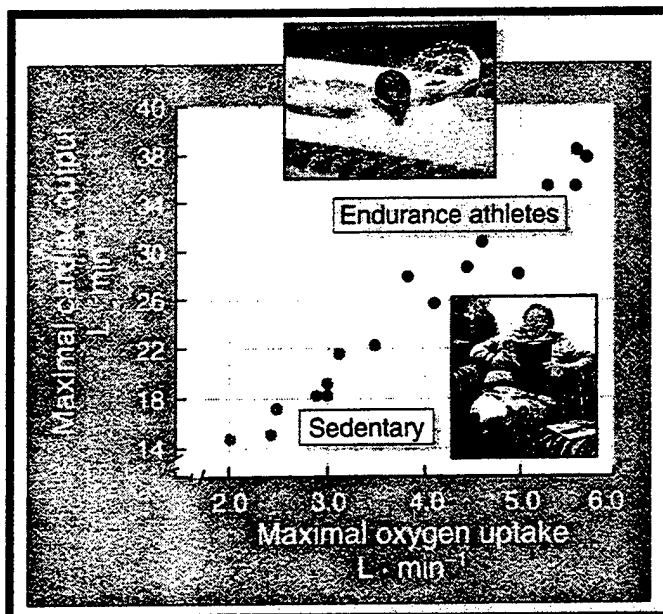 Maximal cardiac output
L · min
40
38
34
30
26
22
18
14
Endurance athletes
Sedentary
2.0 3.0 4.0 5.0 6.0
Maximal oxygen uptake
L · min⁻¹